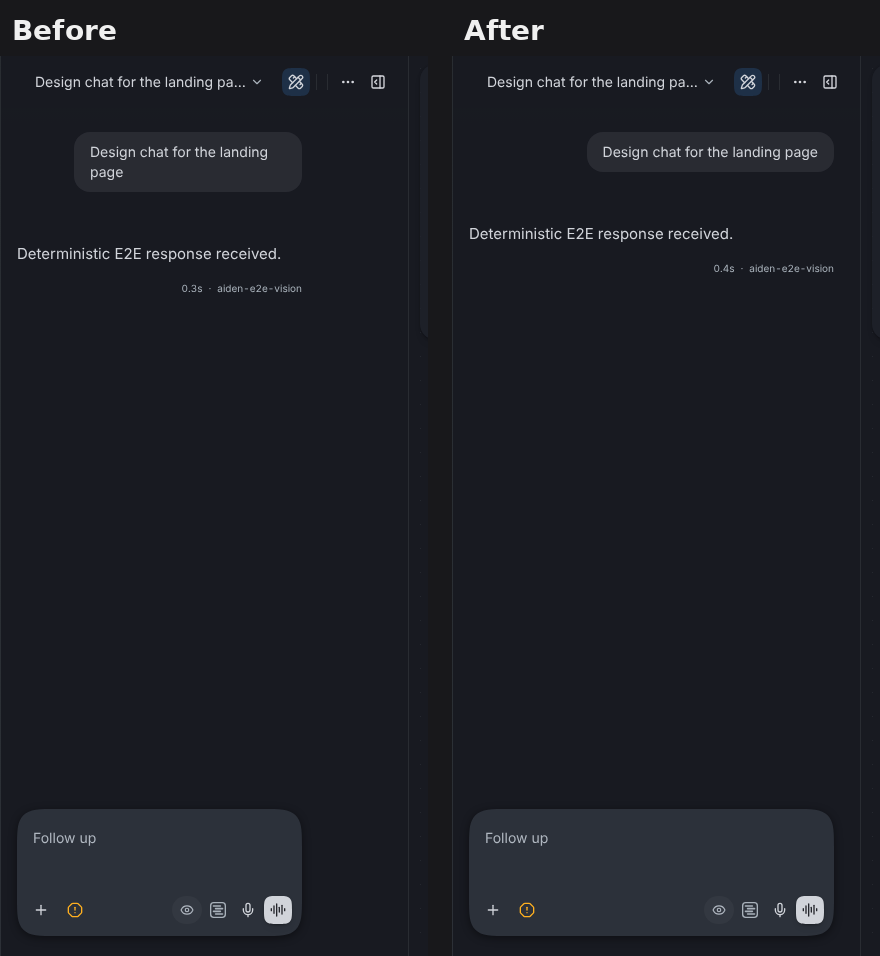 Before
Design chat for the landing pa...
Design chat for the landing
page
Deterministic E2E response received.
0.3s · aiden-e2e-vision
Follow up
After
Design chat for the landing pa...
Design chat for the landing page
Deterministic E2E response received.
0.4s · aiden-e2e-vision
Follow up